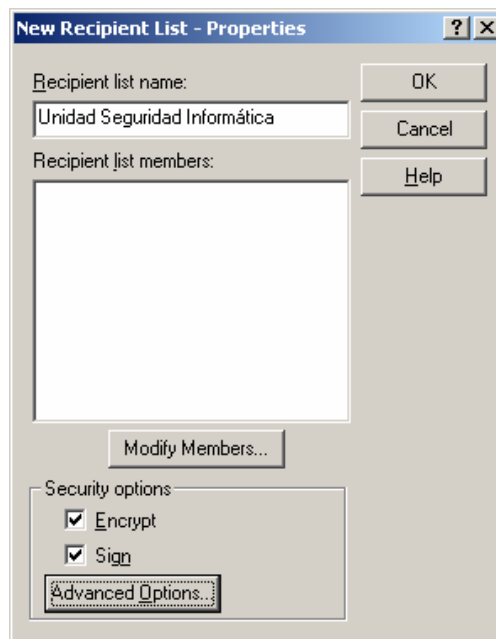 New Recipient List - Properties
Recipient list name:
OK
Unidad Seguridad Informática
Cancel
Recipient list members:
Help
Modify Members...
Security options
Encrypt
Sign
Advanced Options...